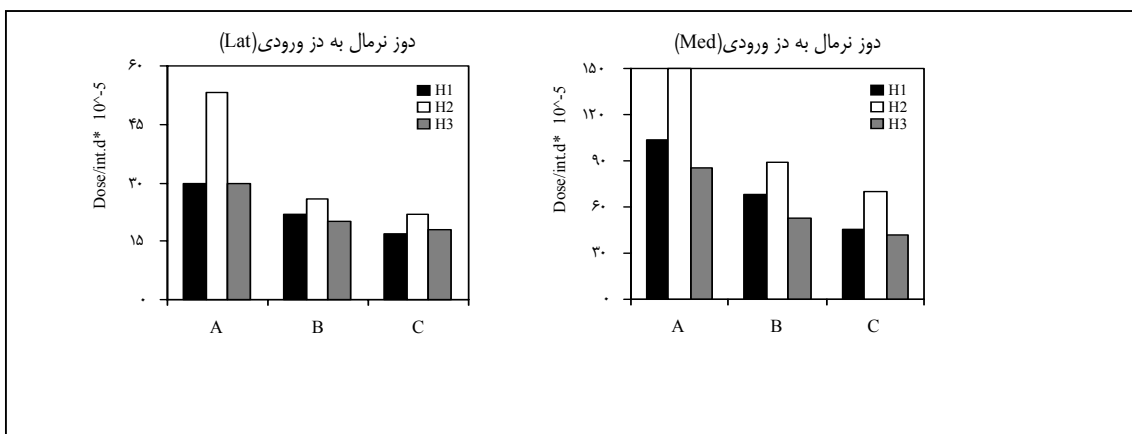 دوز نرمال به دز ورودی(Lat)
Dose/int.d* 10^-5
۶۰
۴۵
۳۰
۱۵
۰
H1
H2
H3
A B C
دوز نرمال به دز ورودی(Med)
Dose/int.d* 10^-5
۱۵۰
۱۲۰
۹۰
۶۰
۳۰
۰
H1
H2
H3
A B C